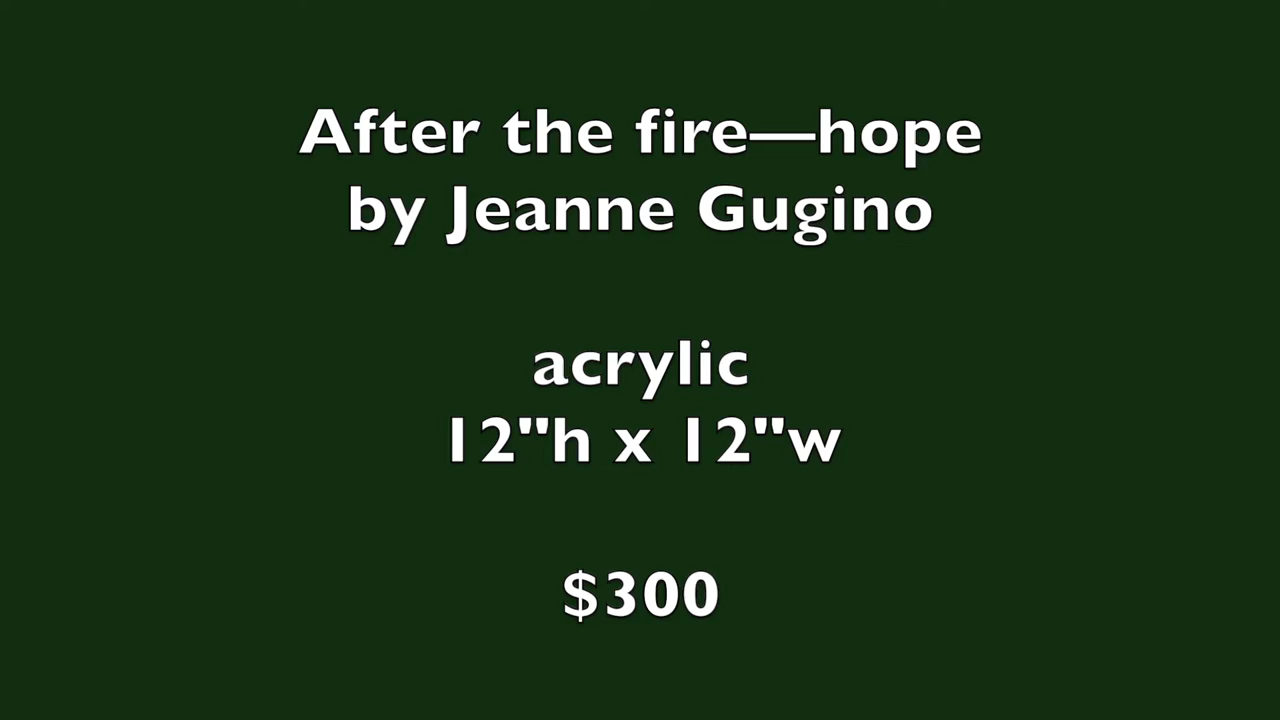 After the fire—hope
by Jeanne Gugino
acrylic
12"h x 12"w
$300